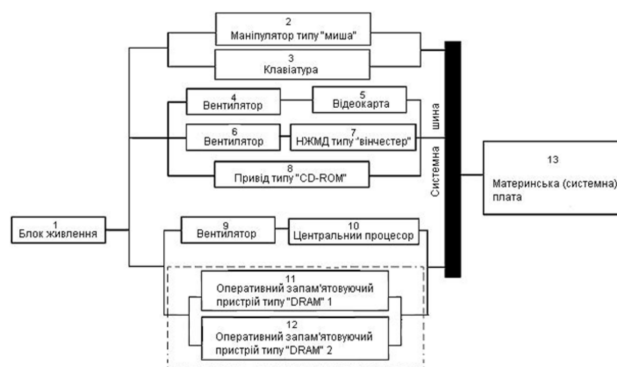 2
Маніпулятор типу "миша"
3
Клавіатура
4
Вентилятор
5
Відеокарта
6
Вентилятор
7
НЖМД типу "вінчестер"
8
Привід типу "CD-ROM"
Системна шина
13
Материнська (системна)
плата
1
Блок живлення
9
Вентилятор
10
Центральний процесор
11
Оперативний запам'ятовуючий
пристрій типу "DRAM" 1
12
Оперативний запам'ятовуючий
пристрій типу "DRAM" 2